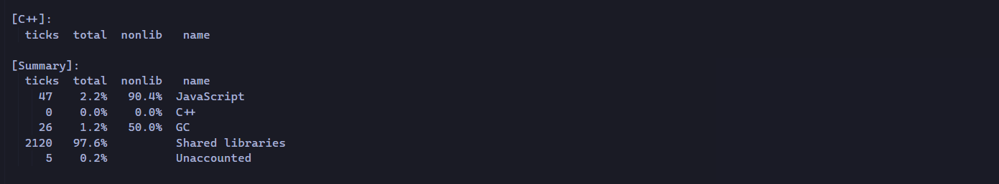 [C++]:
ticks  total  nonlib   name
[Summary]:
ticks  total  nonlib   name
47    2.2%   90.4%  JavaScript
0    0.0%    0.0%  C++
26    1.2%   50.0%  GC
2120   97.6%          Shared libraries
5    0.2%          Unaccounted